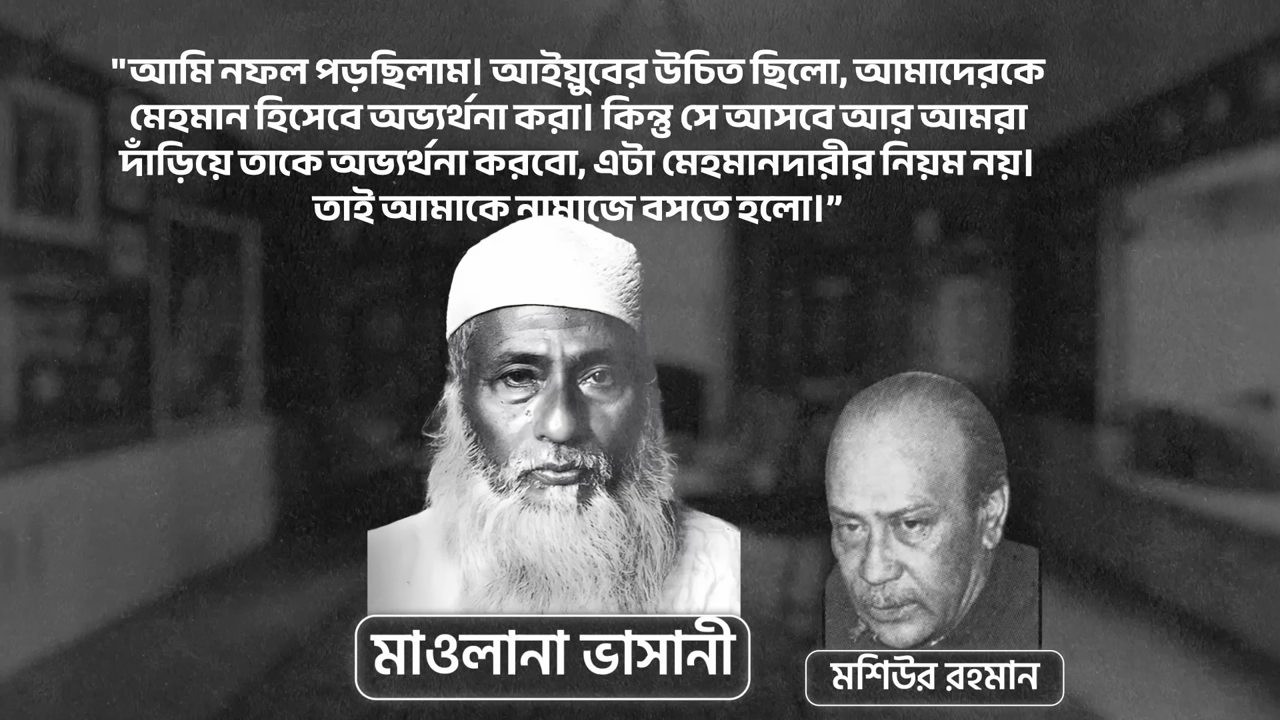 "আমি নফল পড়ছিলাম। আইয়ুবের উচিত ছিলো, আমাদেরকে
মেহমান হিসেবে অভ্যর্থনা করা। কিন্তু সে আসবে আর আমরা
দাঁড়িয়ে তাকে অভ্যর্থনা করবো, এটা মেহমানদারীর নিয়ম নয়।
তাই আমাকে নামাজে বসতে হলো।”
মাওলানা ভাসানী
মশিউর রহমান